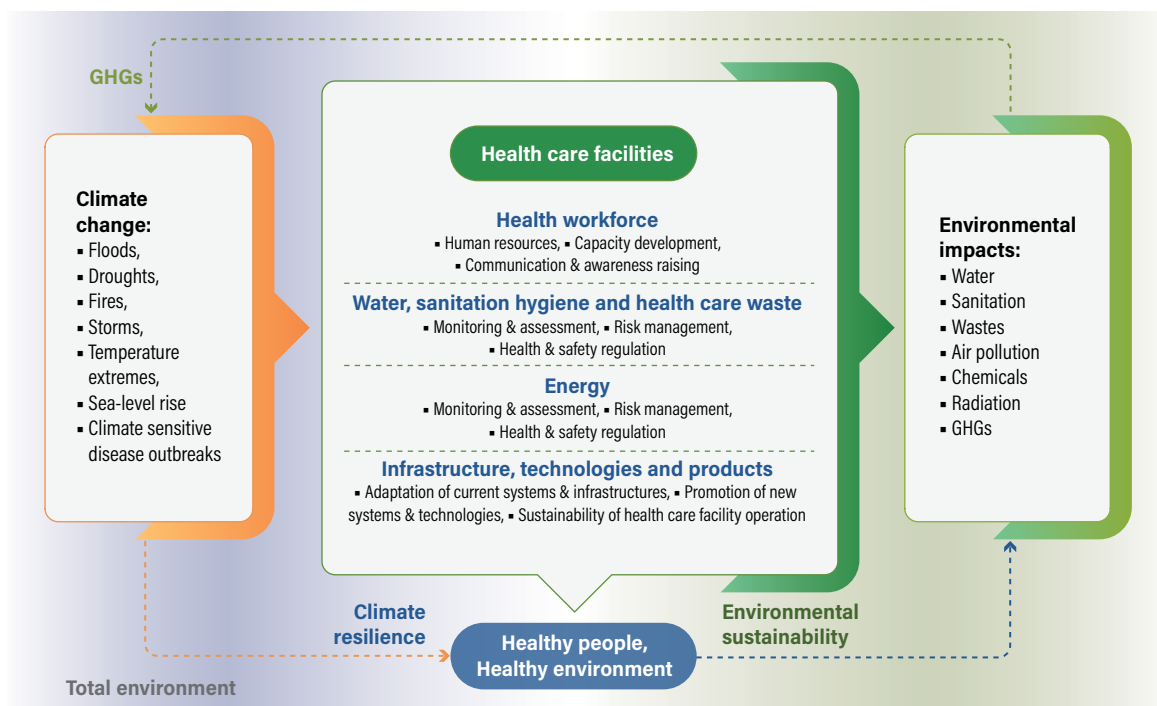 GHGs
Climate
change:
▪ Floods,
▪ Droughts,
▪ Fires,
▪ Storms,
▪ Temperature
extremes,
▪ Sea-level rise
▪ Climate sensitive
disease outbreaks
Health care facilities
Health workforce
▪ Human resources, ▪ Capacity development,
▪ Communication & awareness raising
Water, sanitation hygiene and health care waste
▪ Monitoring & assessment, ▪ Risk management,
▪ Health & safety regulation
Energy
▪ Monitoring & assessment, ▪ Risk management,
▪ Health & safety regulation
Infrastructure, technologies and products
▪ Adaptation of current systems & infrastructures, ▪ Promotion of new
systems & technologies, ▪ Sustainability of health care facility operation
Environmental
impacts:
▪ Water
▪ Sanitation
▪ Wastes
▪ Air pollution
▪ Chemicals
▪ Radiation
▪ GHGs
Climate
resilience
Healthy people,
Healthy environment
Environmental
sustainability
Total environment